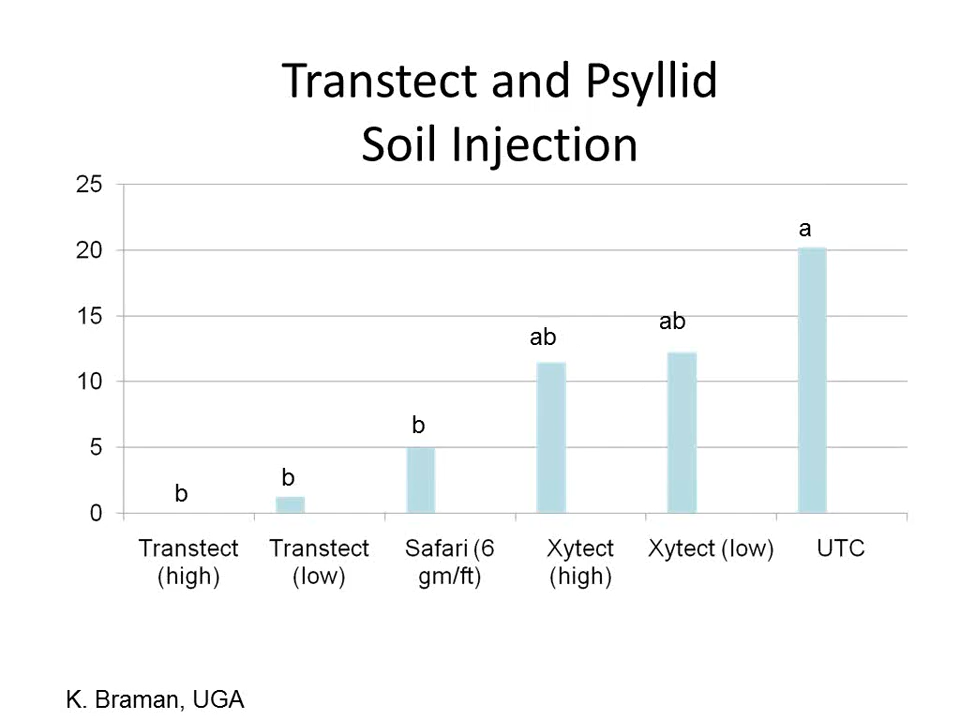 Transtect and Psyllid
Soil Injection
25
20
15
10
5
0
b
b
b
ab
ab
a
Transtect
(high)
Transtect
(low)
Safari (6
gm/ft)
Xytect
(high)
Xytect (low)
UTC
K. Braman, UGA